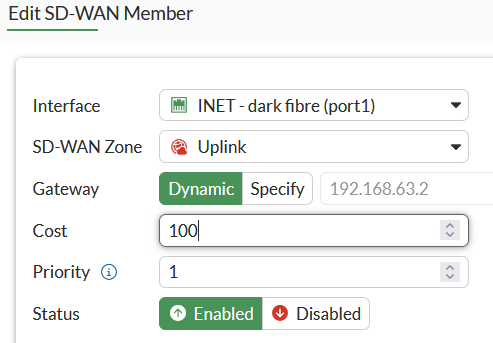 Edit SD-WAN Member
Interface INET - dark fibre (port1)
SD-WAN Zone Uplink
Gateway Dynamic Specify 192.168.63.2
Cost 100
Priority 1
Status Enabled Disabled